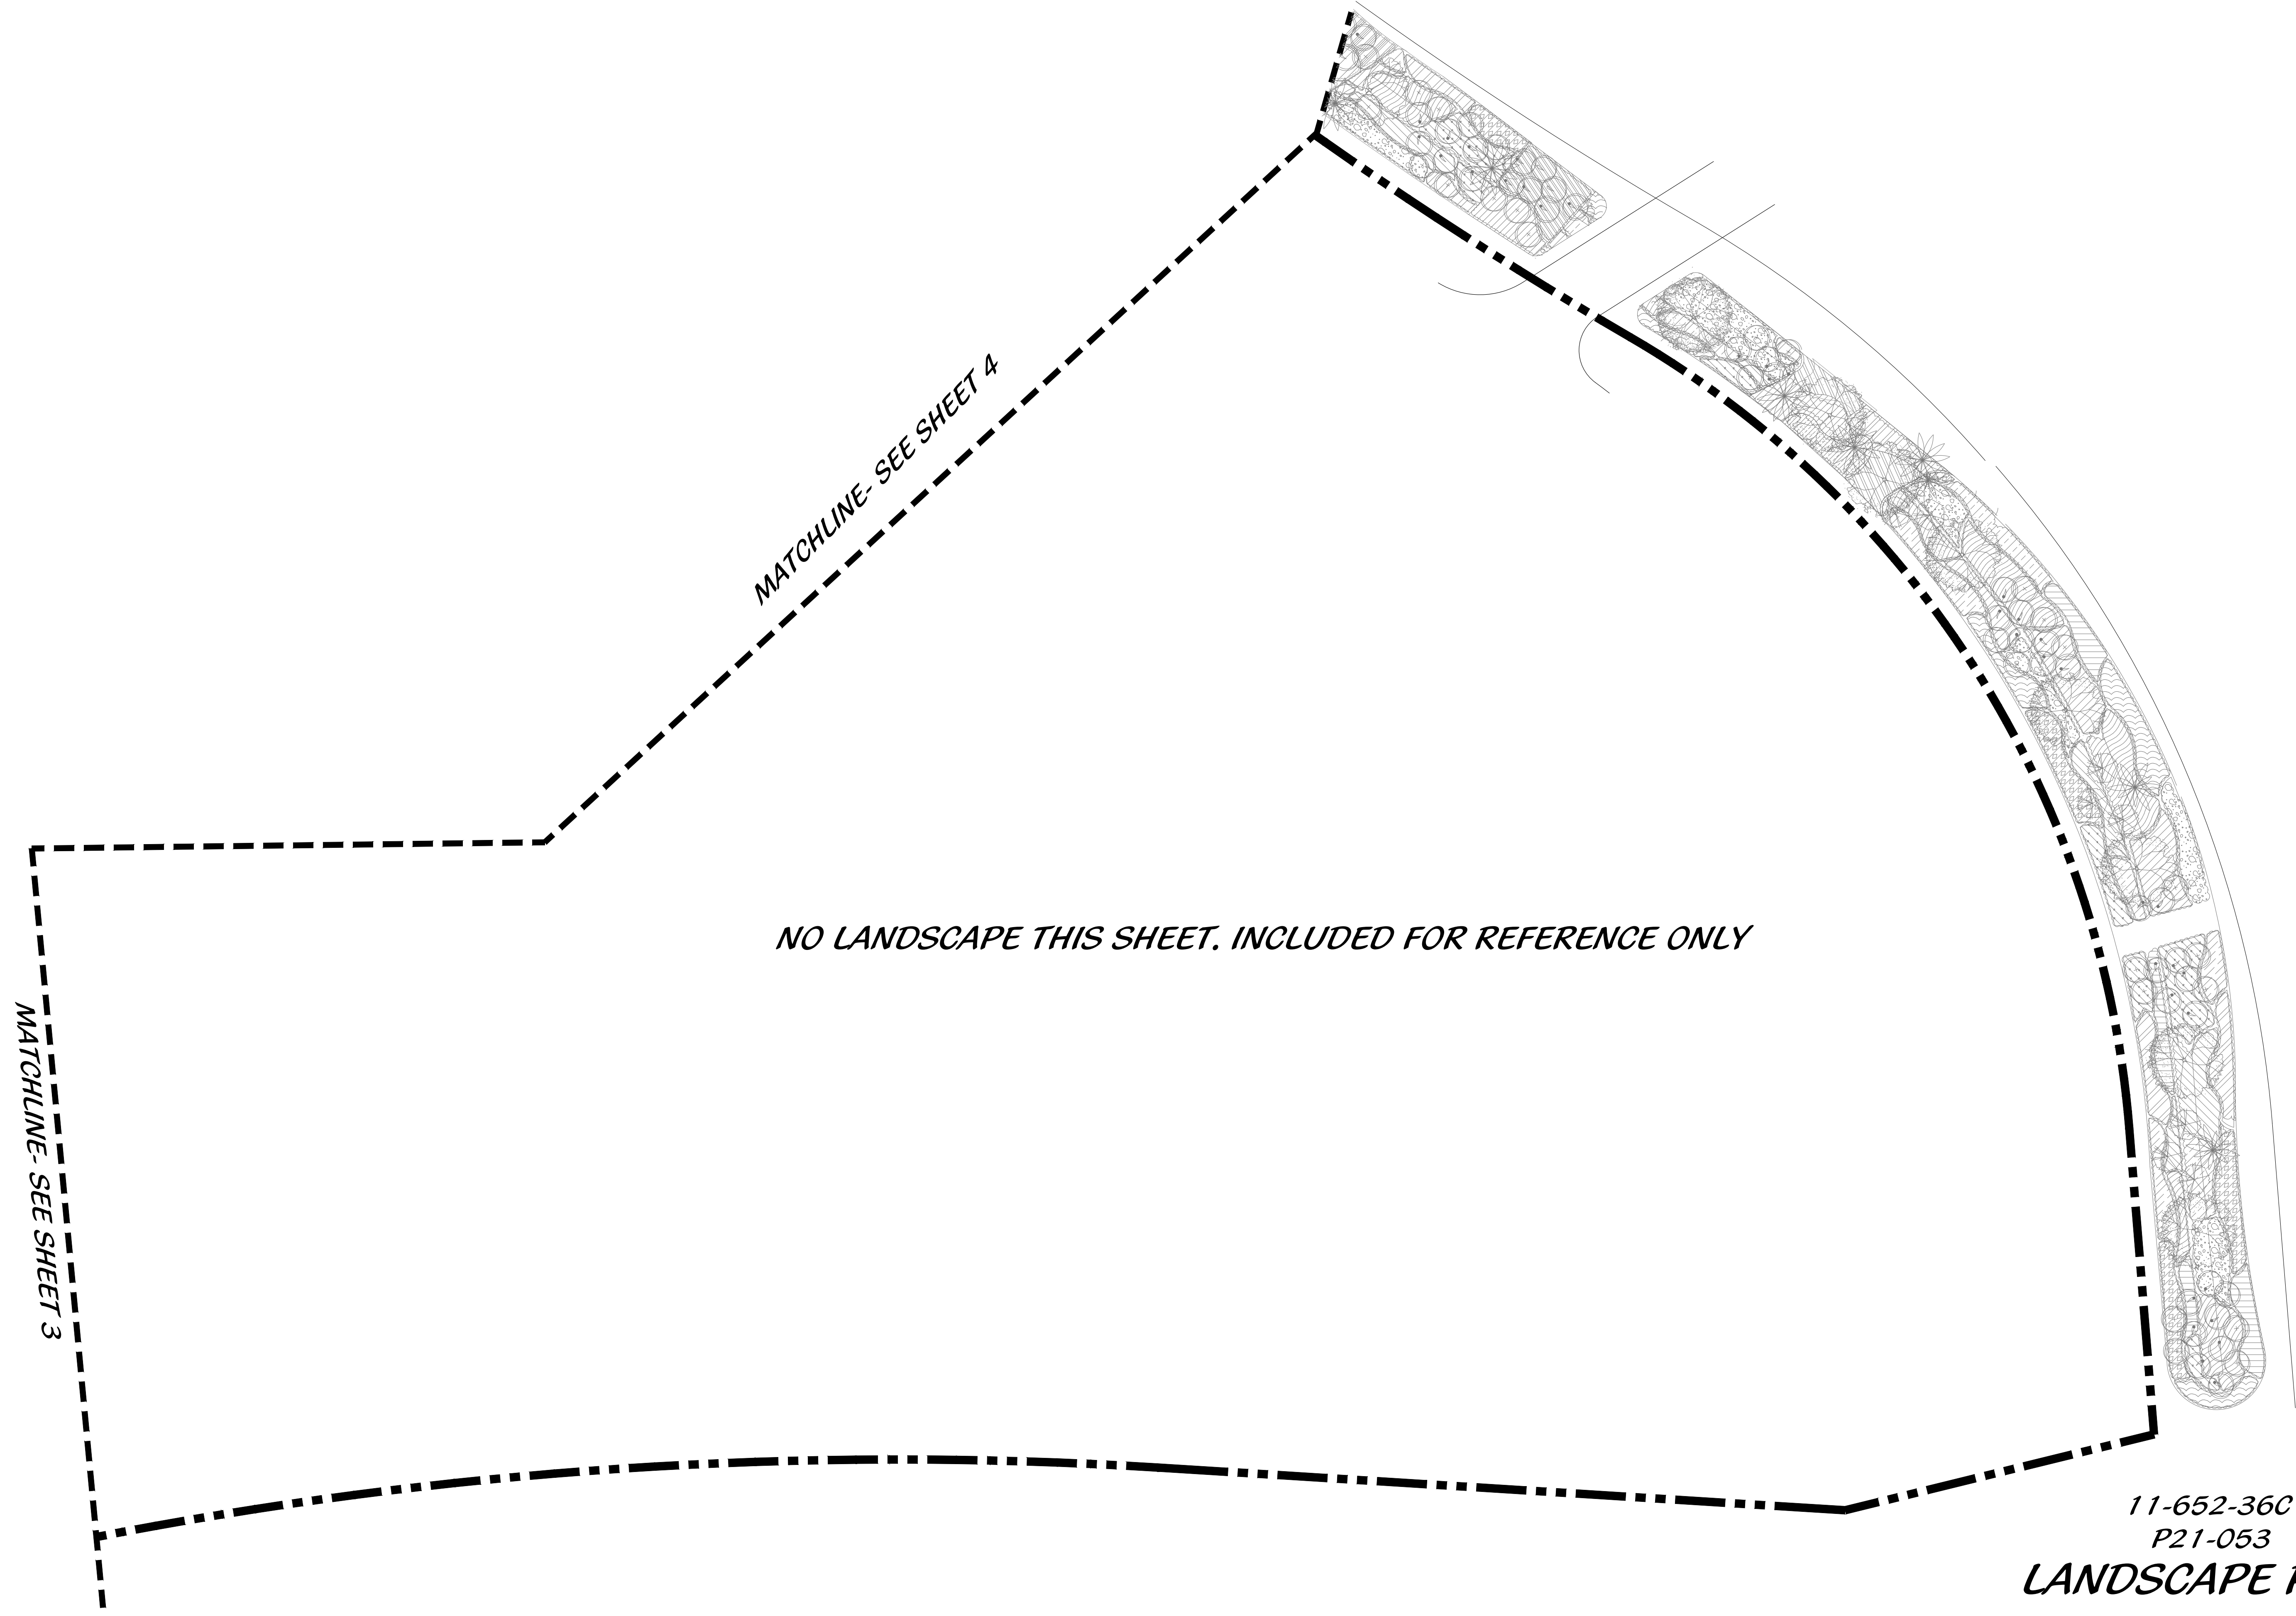 MATCHLINE- SEE SHEET 4
NO LANDSCAPE THIS SHEET. INCLUDED FOR REFERENCE ONLY
MATCHLINE- SEE SHEET 3
11-652-36C
P21-053
LANDSCAPE